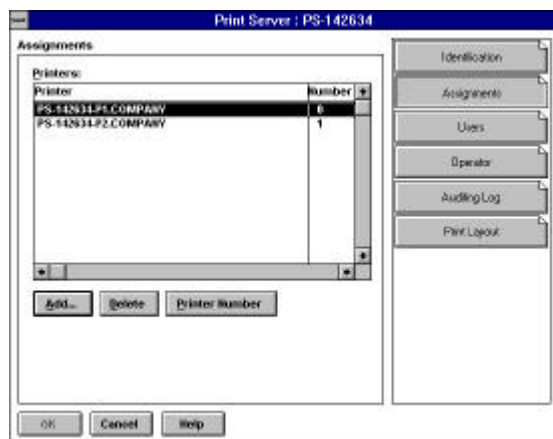 Print Server : PS-142634
Assignments
Printers:
Printer Number
PS-142634-P1.COMPANY 0
PS-142634-P2.COMPANY 1
Add... Delete Printer Number
OK Cancel Help
Identification
Assignments
Users
Operator
Auditing Log
Print Layout